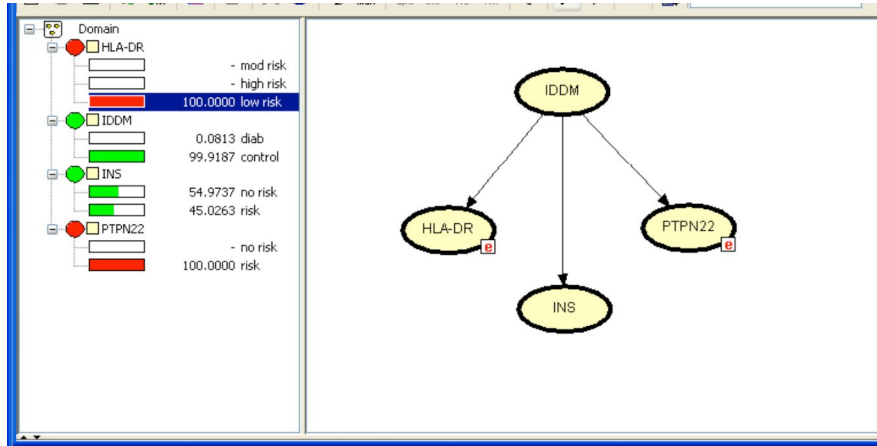 Domain
HLA-DR
- mod risk
- high risk
100.0000 low risk
IDDM
0.0813 diab
99.9187 control
INS
54.9737 no risk
45.0263 risk
PTPN22
- no risk
100.0000 risk
IDDM
HLA-DR
e
PTPN22
e
INS